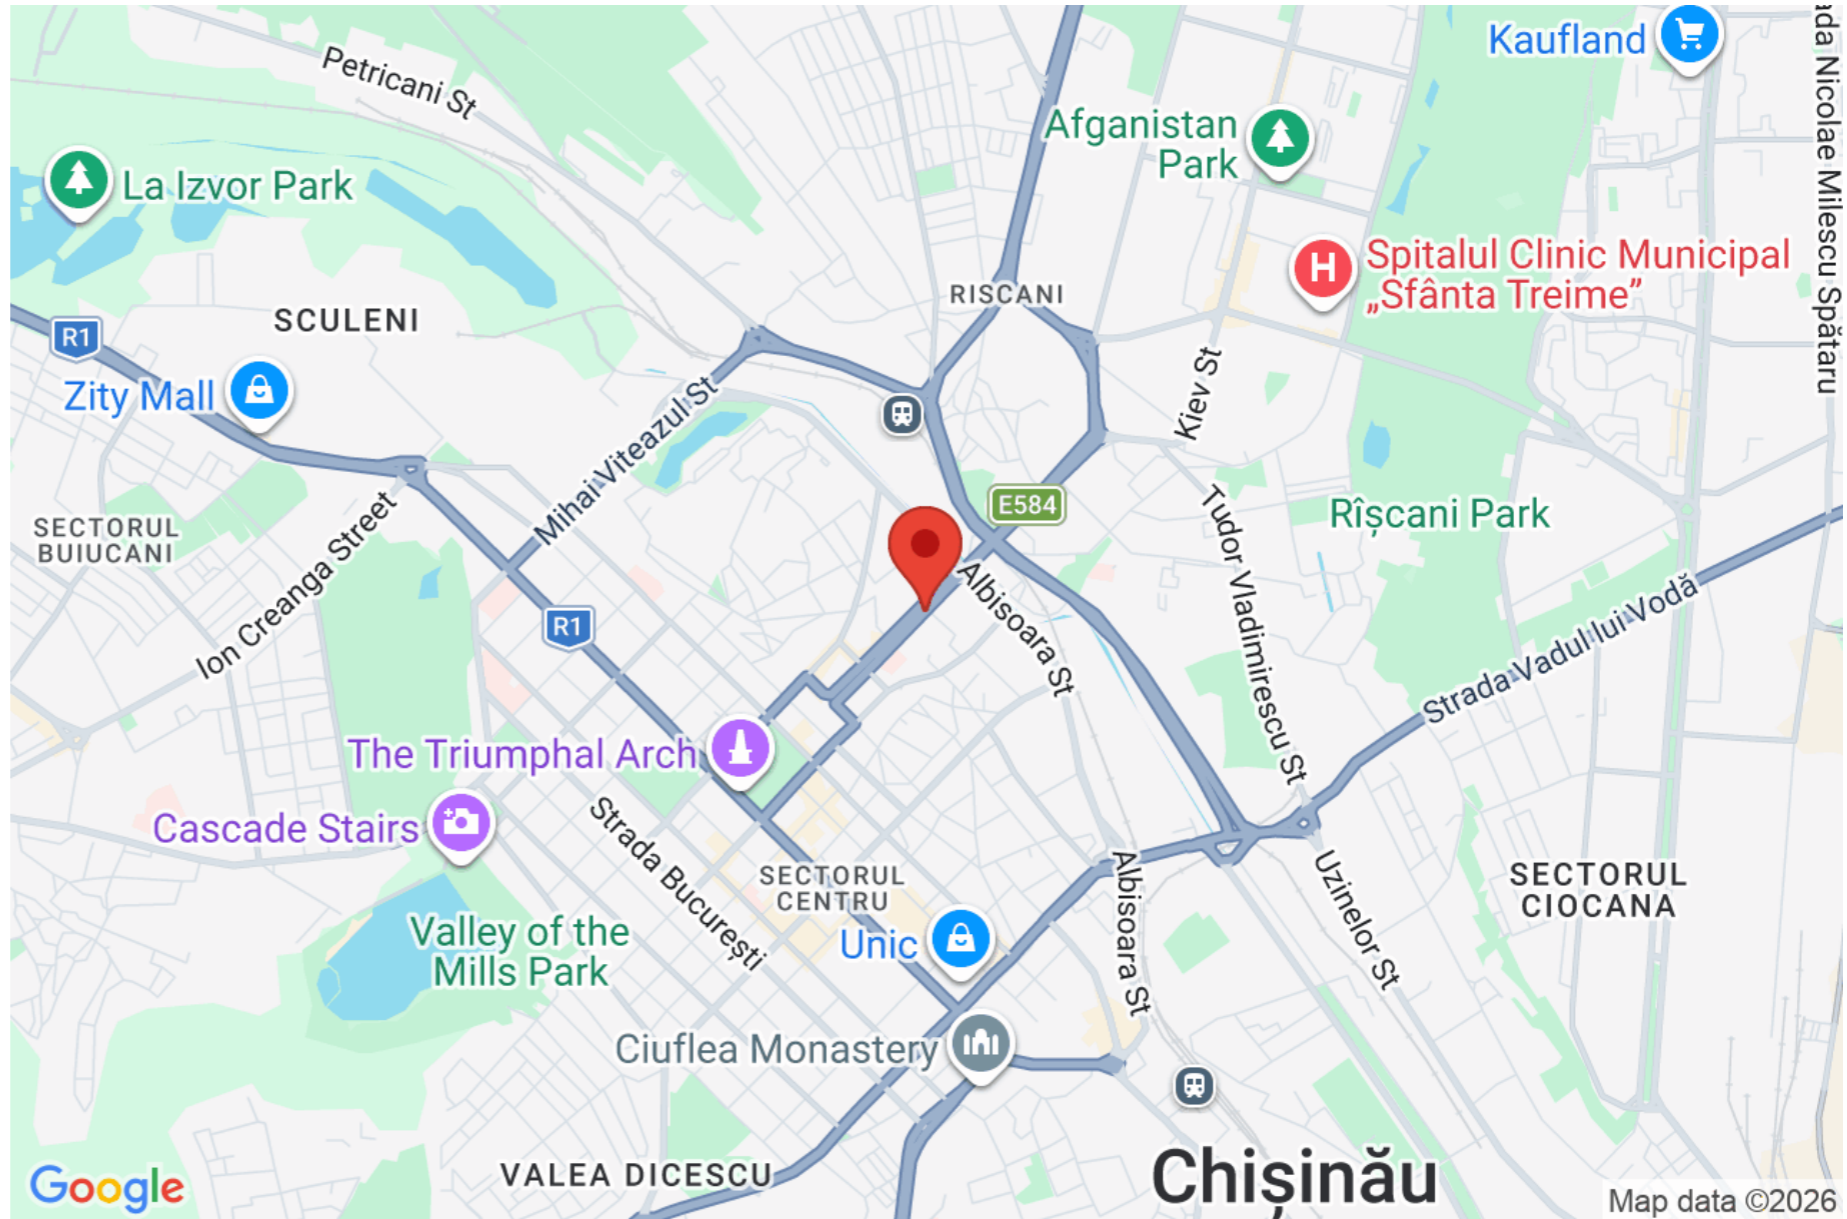 Kaufland
Petricani St
Afganistan
Park
La Izvor Park
Nicolae Milescu Spătaru
Spitalul Clinic Municipal
„Sfânta Treime”
RISCANI
SCULENI
R1
Zity Mall
Kiev St
Mihai Viteazul St
E584
Rîșcani Park
SECTORUL
BUIUCANI
Ion Creanga Street
Tudor Vladimirescu St
Albisoara St
R1
Strada Vadul lui Vodă
The Triumphal Arch
Cascade Stairs
Strada București
SECTORUL
CENTRU
Albisoara St
Uzinelor St
SECTORUL
CIOCANA
Valley of the
Mills Park
Unic
Ciuflea Monastery
VALEA DICESCU
Chișinău
Google
Map data ©2026